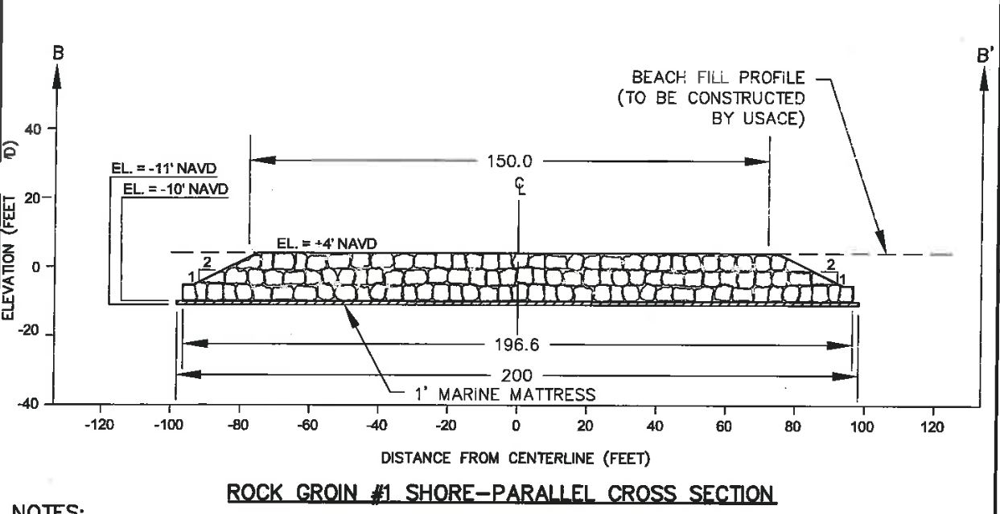 B
B'
BEACH FILL PROFILE
(TO BE CONSTRUCTED
BY USACE)
40
150.0
EL. = -11' NAVD
EL. = -10' NAVD
20
℄
EL. = +4' NAVD
2
2
0
1
1
ELEVATION (FEET
-20
196.6
200
1' MARINE MATTRESS
-40
-120 -100 -80 -60 -40 -20 0 20 40 60 80 100 120
DISTANCE FROM CENTERLINE (FEET)
ROCK GROIN #1 SHORE-PARALLEL CROSS SECTION
NOTES: